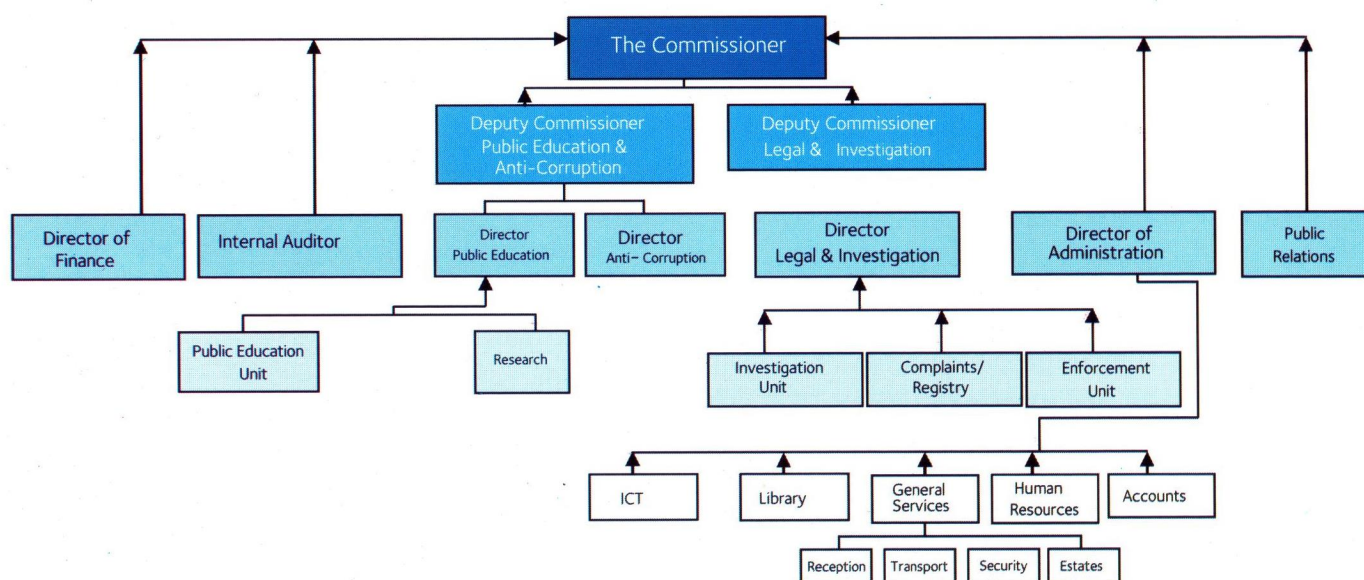 The Commissioner
Deputy Commissioner
Public Education &
Anti-Corruption
Deputy Commissioner
Legal & Investigation
Director of
Finance
Internal Auditor
Director
Public Education
Director
Anti- Corruption
Director
Legal & Investigation
Director of
Administration
Public
Relations
Public Education
Unit
Research
Investigation
Unit
Complaints/
Registry
Enforcement
Unit
ICT
Library
General
Services
Human
Resources
Accounts
Reception
Transport
Security
Estates